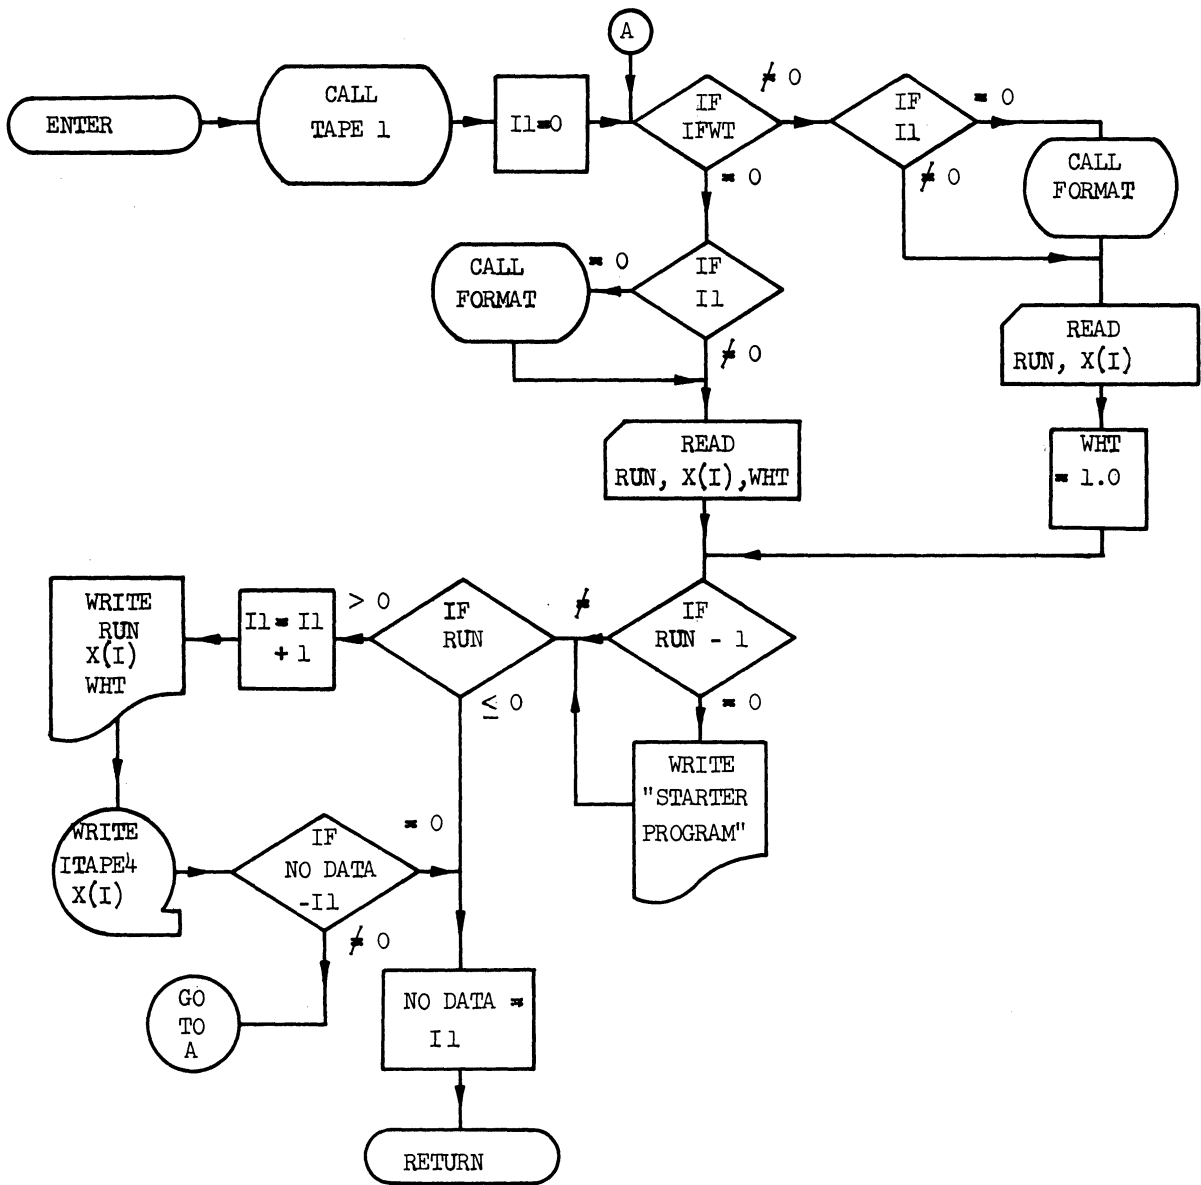 A
ENTER
CALL
TAPE 1
I1=0
IF
IFWT
≠ 0
= 0
IF
I1
= 0
≠ 0
CALL
FORMAT
CALL
FORMAT
= 0
IF
I1
≠ 0
READ
RUN, X(I)
READ
RUN, X(I),WHT
WHT
= 1.0
WRITE
RUN
X(I)
WHT
I1= I1
+ 1
> 0
IF
RUN
≤ 0
≠
IF
RUN - 1
= 0
WRITE
"STARTER
PROGRAM"
WRITE
ITAPE4
X(I)
IF
NO DATA
-I1
= 0
≠ 0
GO
TO
A
NO DATA =
I1
RETURN